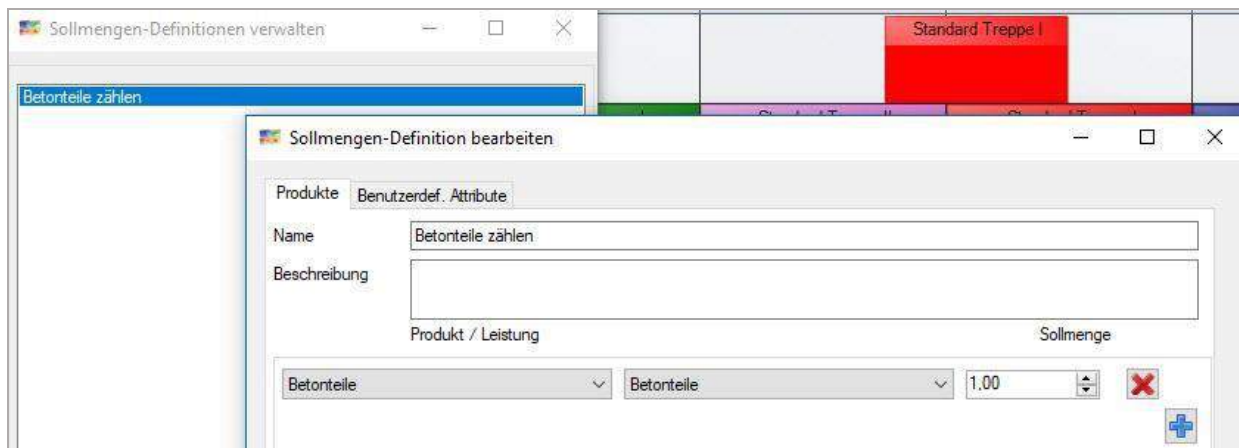 Sollmengen-Definitionen verwalten
Standard Treppe I
Betonteile zählen
Sollmengen-Definition bearbeiten
Produkte
Benutzerdef. Attribute
Name
Betonteile zählen
Beschreibung
Produkt / Leistung
Sollmenge
Betonteile
Betonteile
1,00